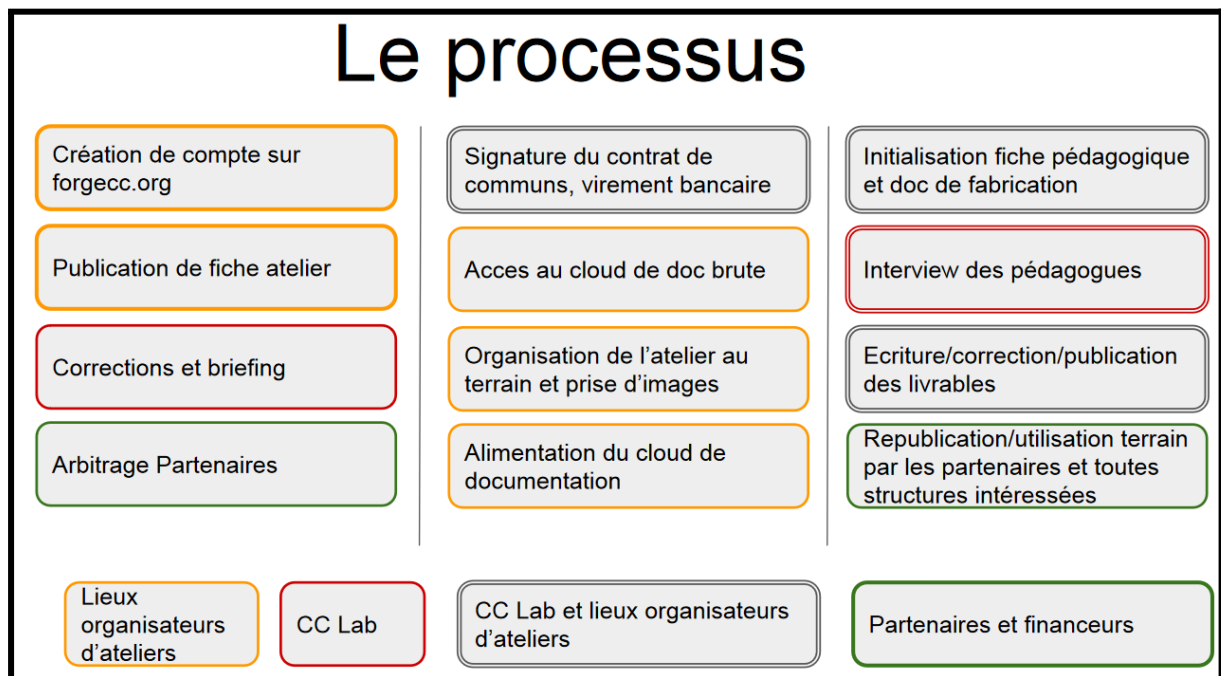 Le processus
Création de compte sur
forgecc.org
Publication de fiche atelier
Corrections et briefing
Arbitrage Partenaires
Signature du contrat de
communs, virement bancaire
Acces au cloud de doc brute
Organisation de l’atelier au
terrain et prise d’images
Alimentation du cloud de
documentation
Initialisation fiche pédagogique
et doc de fabrication
Interview des pédagogues
Ecriture/correction/publication
des livrables
Republication/utilisation terrain
par les partenaires et toutes
structures intéressées
Lieux
organisateurs
d’ateliers
CC Lab
CC Lab et lieux organisateurs
d’ateliers
Partenaires et financeurs